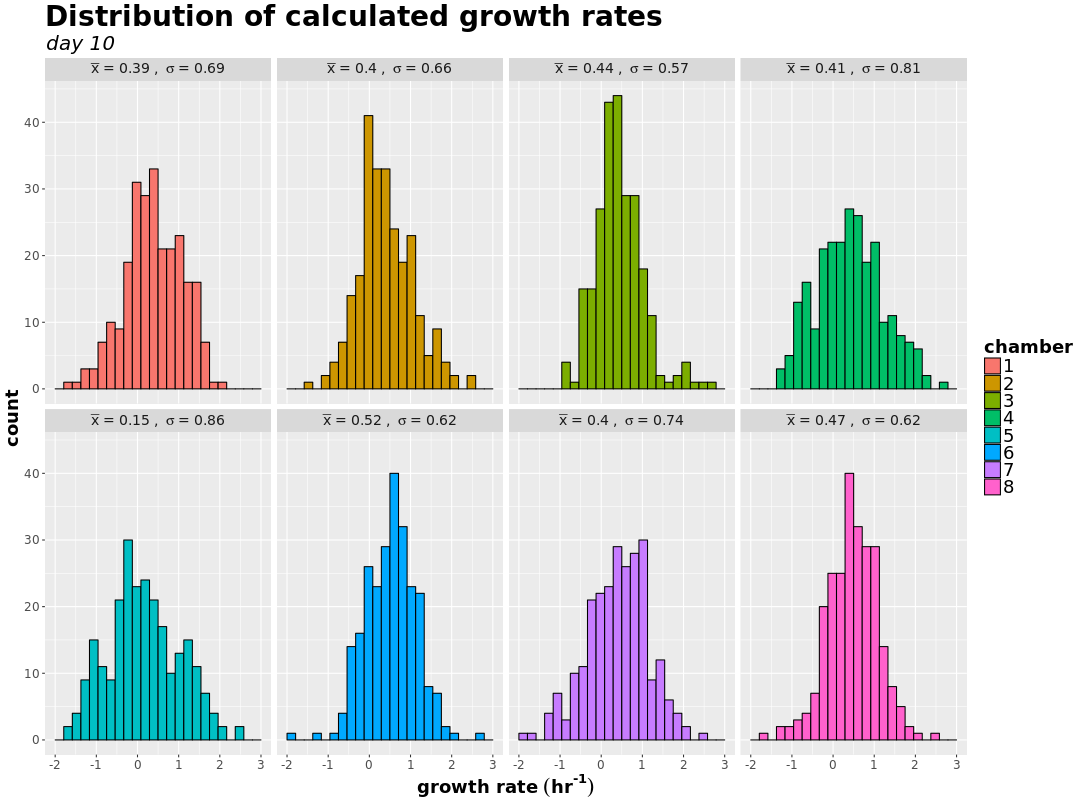 Distribution of calculated growth rates
day 10
x̅ = 0.39 , σ = 0.69
x̅ = 0.4 , σ = 0.66
x̅ = 0.44 , σ = 0.57
x̅ = 0.41 , σ = 0.81
40
30
20
10
0
x̅ = 0.15 , σ = 0.86
x̅ = 0.52 , σ = 0.62
x̅ = 0.4 , σ = 0.74
x̅ = 0.47 , σ = 0.62
40
30
20
10
0
-2 -1 0 1 2 3
-2 -1 0 1 2 3
-2 -1 0 1 2 3
-2 -1 0 1 2 3
count
growth rate (hr⁻¹)
chamber
1
2
3
4
5
6
7
8